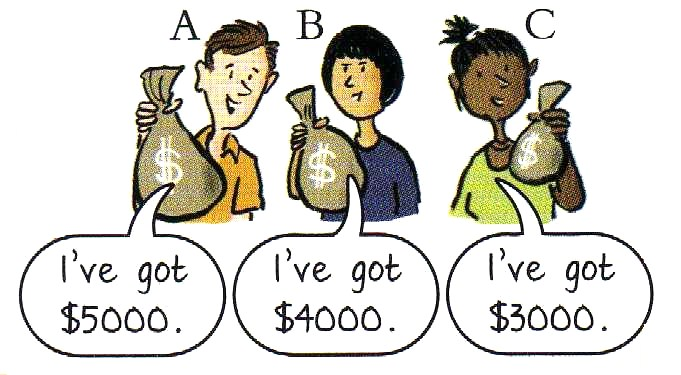 A B C
$ $ $
I've got
$5000.
I've got
$4000.
I've got
$3000.